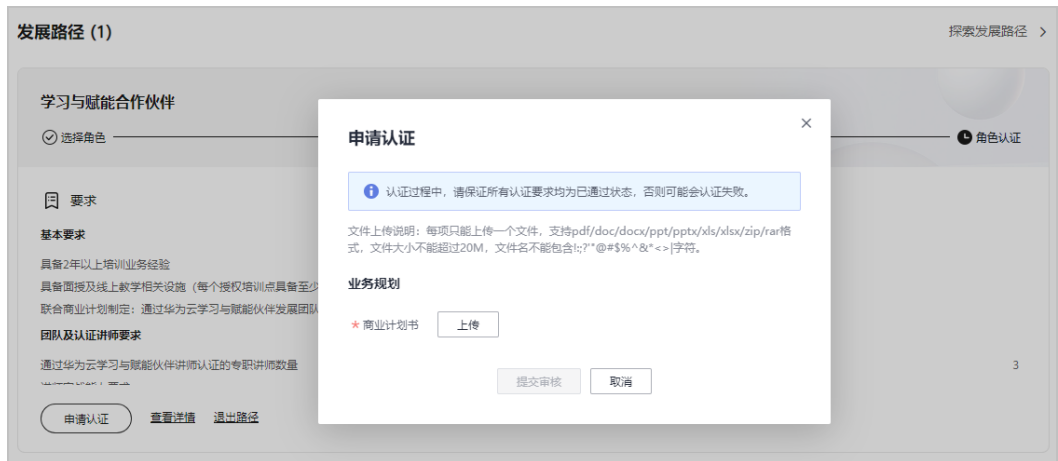 发展路径 (1)
探索发展路径
学习与赋能合作伙伴
选择角色
角色认证
要求
基本要求
具备2年以上培训业务经验
具备面授及线上教学相关设施（每个授权培训点具备至少
联合商业计划制定：通过华为云学习与赋能伙伴发展团队
团队及认证讲师要求
通过华为云学习与赋能伙伴讲师认证的专职讲师数量
3
申请认证
查看详情
退出路径
申请认证
认证过程中，请保证所有认证要求均为已通过状态，否则可能会认证失败。
文件上传说明：每项只能上传一个文件，支持pdf/doc/docx/ppt/pptx/xls/xlsx/zip/rar格
式，文件大小不能超过20M，文件名不能包含!:;?'"@#$%^&*<>|字符。
业务规划
* 商业计划书
上传
提交审核
取消